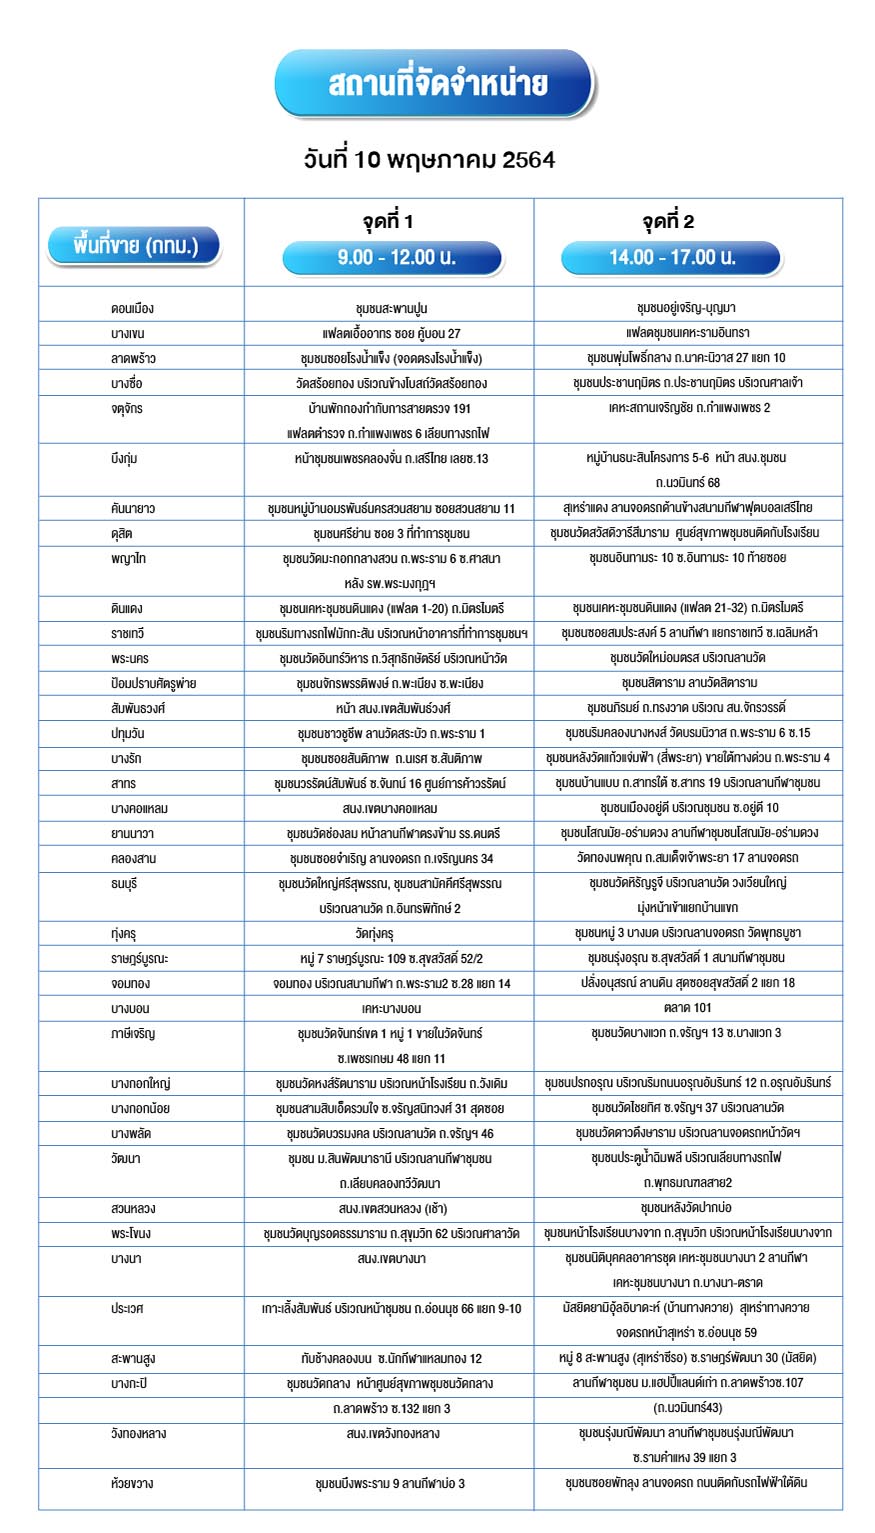 สถานที่จัดจำหน่าย
วันที่ 10 พฤษภาคม 2564
พื้นที่ขาย (กทม.)
จุดที่ 1
9.00 - 12.00 น.
จุดที่ 2
14.00 - 17.00 น.
ดอนเมือง ชุมชนสะพานปูน ชุมชนอยู่เจริญ-บุญมา
บางเขน แฟลตเอื้ออาทร ซอย คู้บอน 27 แฟลตชุมชนเคหะรามอินทรา
ลาดพร้าว ชุมชนซอยโรงน้ำแข็ง (จอดตรงโรงน้ำแข็ง) ชุมชนพุ่มโพธิ์กลาง ถ.นาคะนิวาส 27 แยก 10
บางซื่อ วัดสร้อยทอง บริเวณข้างโบสถ์วัดสร้อยทอง ชุมชนประชานฤมิตร ถ.ประชานฤมิตร บริเวณศาลเจ้า
จตุจักร บ้านพักกองกำกับการสายตรวจ 191 เคหะสถานเจริญชัย ถ.กำแพงเพชร 2
แฟลตตำรวจ ถ.กำแพงเพชร 6 เลียบทางรถไฟ
บึงกุ่ม หน้าชุมชนเพชรคลองจั่น ถ.เสรีไทย เลยซ.13 หมู่บ้านธนะสินโครงการ 5-6 หน้า สนง.ชุมชน
ถ.นวมินทร์ 68
คันนายาว ชุมชนหมู่บ้านอมรพันธ์นครสวนสยาม ซอยสวนสยาม 11 สุเหร่าแดง ลานจอดรถด้านข้างสนามกีฬาฟุตบอลเสรีไทย
ดุสิต ชุมชนศรีย่าน ซอย 3 ที่ทำการชุมชน ชุมชนวัดสวัสดิวารีสีมาราม ศูนย์สุขภาพชุมชนติดกับโรงเรียน
พญาไท ชุมชนวัดมะกอกกลางสวน ถ.พระราม 6 ซ.ศาสนา ชุมชนอินทามระ 10 ซ.อินทามระ 10 ท้ายซอย
หลัง รพ.พระมงกุฎฯ
ดินแดง ชุมชนเคหะชุมชนดินแดง (แฟลต 1-20) ถ.มิตรไมตรี ชุมชนเคหะชุมชนดินแดง (แฟลต 21-32) ถ.มิตรไมตรี
ราชเทวี ชุมชนริมทางรถไฟมักกะสัน บริเวณหน้าอาคารที่ทำการชุมชนฯ ชุมชนซอยสมประสงค์ 5 ลานกีฬา แยกราชเทวี ซ.เฉลิมหล้า
พระนคร ชุมชนวัดอินทร์วิหาร ถ.วิสุทธิกษัตริย์ บริเวณหน้าวัด ชุมชนวัดใหม่อมตรส บริเวณลานวัด
ป้อมปราบศัตรูพ่าย ชุมชนจักรพรรดิพงษ์ ถ.พะเนียง ซ.พะเนียง ชุมชนสิตาราม ลานวัดสิตาราม
สัมพันธวงศ์ หน้า สนง.เขตสัมพันธ์วงศ์ ชุมชนภิรมย์ ถ.ทรงวาด บริเวณ สน.จักรวรรดิ์
ปทุมวัน ชุมชนชาวชูชีพ ลานวัดสระบัว ถ.พระราม 1 ชุมชนริมคลองนางหงส์ วัดบรมนิวาส ถ.พระราม 6 ซ.15
บางรัก ชุมชนซอยสันติภาพ ถ.นเรศ ซ.สันติภาพ ชุมชนหลังวัดแก้วแจ่มฟ้า (สี่พระยา) ขายใต้ทางด่วน ถ.พระราม 4
สาทร ชุมชนวรรัตน์สัมพันธ์ ซ.จันทน์ 16 ศูนย์การค้าวรรัตน์ ชุมชนบ้านแบบ ถ.สาทรใต้ ซ.สาทร 19 บริเวณลานกีฬาชุมชน
บางคอแหลม สนง.เขตบางคอแหลม ชุมชนเมืองอยู่ดี บริเวณชุมชน ซ.อยู่ดี 10
ยานนาวา ชุมชนวัดช่องลม หน้าลานกีฬาตรงข้าม รร.ดนตรี ชุมชนโสณมัย-อร่ามดวง ลานกีฬาชุมชนโสณมัย-อร่ามดวง
คลองสาน ชุมชนซอยจำเริญ ลานจอดรถ ถ.เจริญนคร 34 วัดทองนพคุณ ถ.สมเด็จเจ้าพระยา 17 ลานจอดรถ
ธนบุรี ชุมชนวัดใหญ่ศรีสุพรรณ, ชุมชนสามัคคีศรีสุพรรณ ชุมชนวัดหิรัญรูจี บริเวณลานวัด วงเวียนใหญ่
บริเวณลานวัด ถ.อินทรพิทักษ์ 2 มุ่งหน้าเข้าแยกบ้านแขก
ทุ่งครุ วัดทุ่งครุ ชุมชนหมู่ 3 บางมด บริเวณลานจอดรถ วัดพุทธบูชา
ราษฎร์บูรณะ หมู่ 7 ราษฎร์บูรณะ 109 ซ.สุขสวัสดิ์ 52/2 ชุมชนรุ่งอรุณ ซ.สุขสวัสดิ์ 1 สนามกีฬาชุมชน
จอมทอง จอมทอง บริเวณสนามกีฬา ถ.พระราม2 ซ.28 แยก 14 ปลั่งอนุสรณ์ ลานดิน สุดซอยสุขสวัสดิ์ 2 แยก 18
บางบอน เคหะบางบอน ตลาด 101
ภาษีเจริญ ชุมชนวัดจันทร์เขต 1 หมู่ 1 ขายในวัดจันทร์ ชุมชนวัดบางแวก ถ.จรัญฯ 13 ซ.บางแวก 3
ซ.เพชรเกษม 48 แยก 11
บางกอกใหญ่ ชุมชนวัดหงส์รัตนาราม บริเวณหน้าโรงเรียน ถ.วังเดิม ชุมชนปรกอรุณ บริเวณริมถนนอรุณอัมรินทร์ 12 ถ.อรุณอัมรินทร์
บางกอกน้อย ชุมชนสามสิบเอ็ดรวมใจ ซ.จรัญสนิทวงศ์ 31 สุดซอย ชุมชนวัดไชยทิศ ซ.จรัญฯ 37 บริเวณลานวัด
บางพลัด ชุมชนวัดบวรมงคล บริเวณลานวัด ถ.จรัญฯ 46 ชุมชนวัดดาวดึงษาราม บริเวณลานจอดรถหน้าวัดฯ
วัฒนา ชุมชน ม.สินพัฒนาธานี บริเวณลานกีฬาชุมชน ชุมชนประตูน้ำฉิมพลี บริเวณเลียบทางรถไฟ
ถ.เลียบคลองทวีวัฒนา ถ.พุทธมณฑลสาย2
สวนหลวง สนง.เขตสวนหลวง (เช้า) ชุมชนหลังวัดปากบ่อ
พระโขนง ชุมชนวัดบุญรอดธรรมาราม ถ.สุขุมวิท 62 บริเวณศาลาวัด ชุมชนหน้าโรงเรียนบางจาก ถ.สุขุมวิท บริเวณหน้าโรงเรียนบางจาก
บางนา สนง.เขตบางนา ชุมชนนิติบุคคลอาคารชุด เคหะชุมชนบางนา 2 ลานกีฬา
เคหะชุมชนบางนา ถ.บางนา-ตราด
ประเวศ เกาะเลิ้งสัมพันธ์ บริเวณหน้าชุมชน ถ.อ่อนนุช 66 แยก 9-10 มัสยิดยามิอุ้ลอิบาดะห์ (บ้านทางควาย) สุเหร่าทางควาย
จอดรถหน้าสุเหร่า ซ.อ่อนนุช 59
สะพานสูง ทับช้างคลองบน ซ.นักกีฬาแหลมทอง 12 หมู่ 8 สะพานสูง (สุเหร่าซีรอ) ซ.ราษฎร์พัฒนา 30 (มัสยิด)
บางกะปิ ชุมชนวัดกลาง หน้าศูนย์สุขภาพชุมชนวัดกลาง ลานกีฬาชุมชน ม.แฮปปี้แลนด์เก่า ถ.ลาดพร้าวซ.107
ถ.ลาดพร้าว ซ.132 แยก 3 (ถ.นวมินทร์43)
วังทองหลาง สนง.เขตวังทองหลาง ชุมชนรุ่งมณีพัฒนา ลานกีฬาชุมชนรุ่งมณีพัฒนา
ซ.รามคำแหง 39 แยก 3
ห้วยขวาง ชุมชนบึงพระราม 9 ลานกีฬาบ่อ 3 ชุมชนซอยพัทลุง ลานจอดรถ ถนนติดกับรถไฟฟ้าใต้ดิน